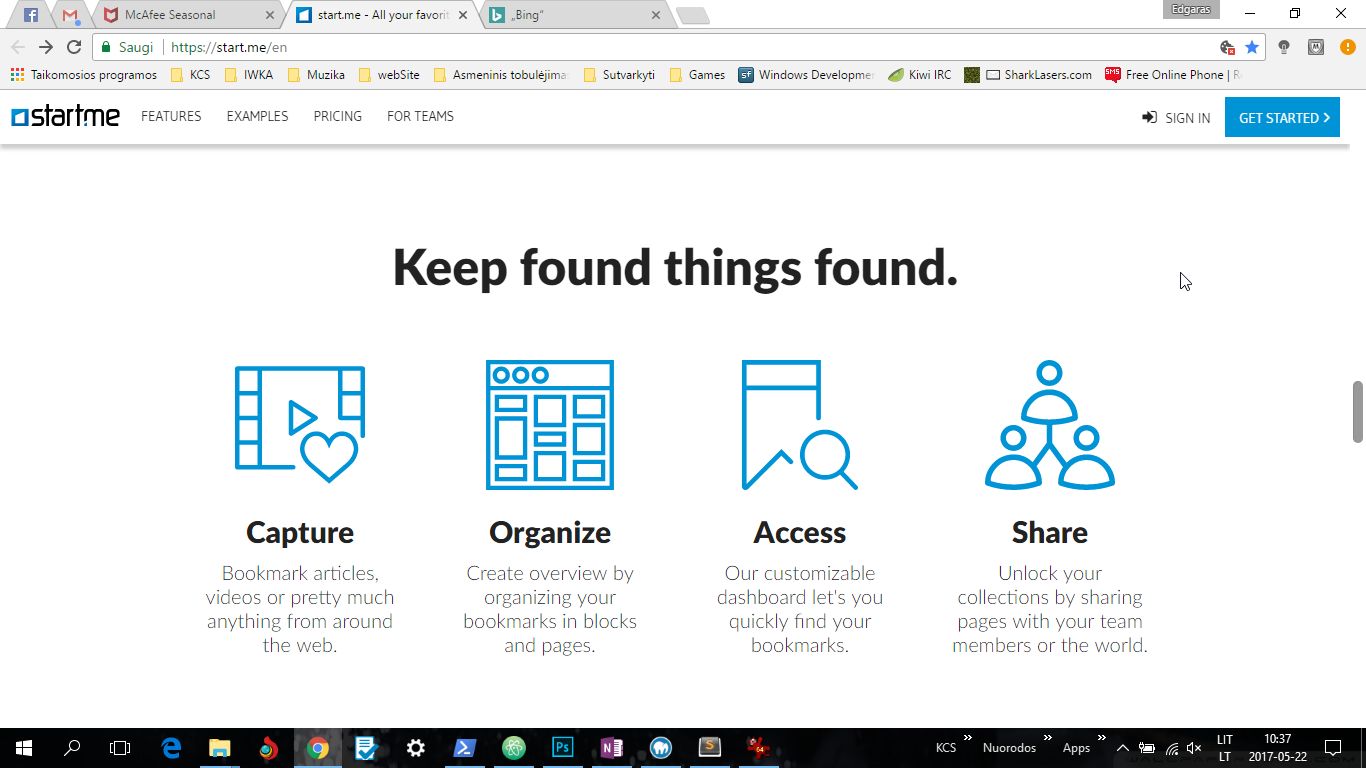 Edgaras
McAfee Seasonal
start.me - All your favorit
„Bing“
Saugi
https://start.me/en
Taikomosios programos
KCS
IWKA
Muzika
webSite
Asmeninis tobulėjima
Sutvarkyti
Games
Windows Developme
Kiwi IRC
SharkLasers.com
Free Online Phone | R
startme
FEATURES
EXAMPLES
PRICING
FOR TEAMS
SIGN IN
GET STARTED
Keep found things found.
Capture
Bookmark articles,
videos or pretty much
anything from around
the web.
Organize
Create overview by
organizing your
bookmarks in blocks
and pages.
Access
Our customizable
dashboard let's you
quickly find your
bookmarks.
Share
Unlock your
collections by sharing
pages with your team
members or the world.
KCS
Nuorodos
Apps
LIT
LT
10:37
2017-05-22